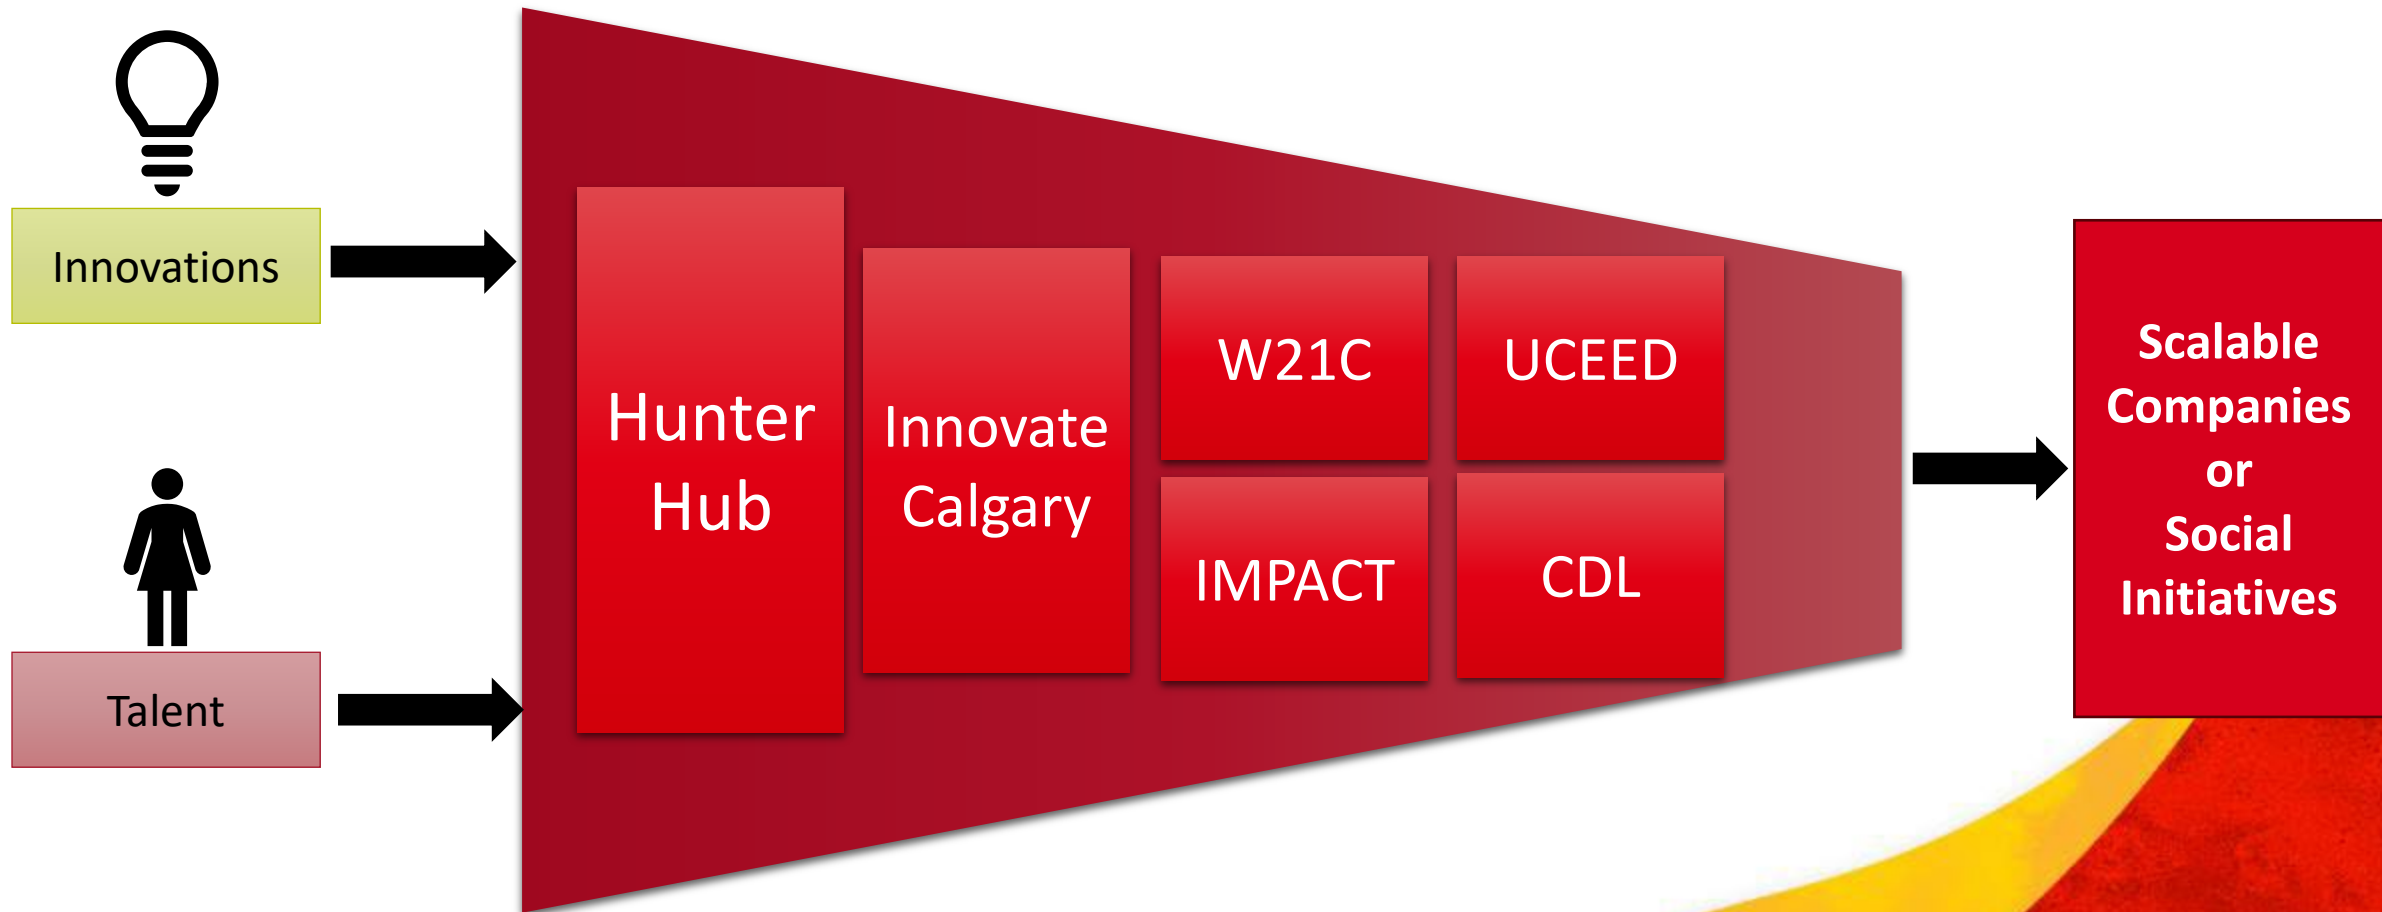 Innovations
Talent
Hunter
Hub
Innovate
Calgary
W21C
IMPACT
UCEED
CDL
Scalable
Companies
or
Social
Initiatives